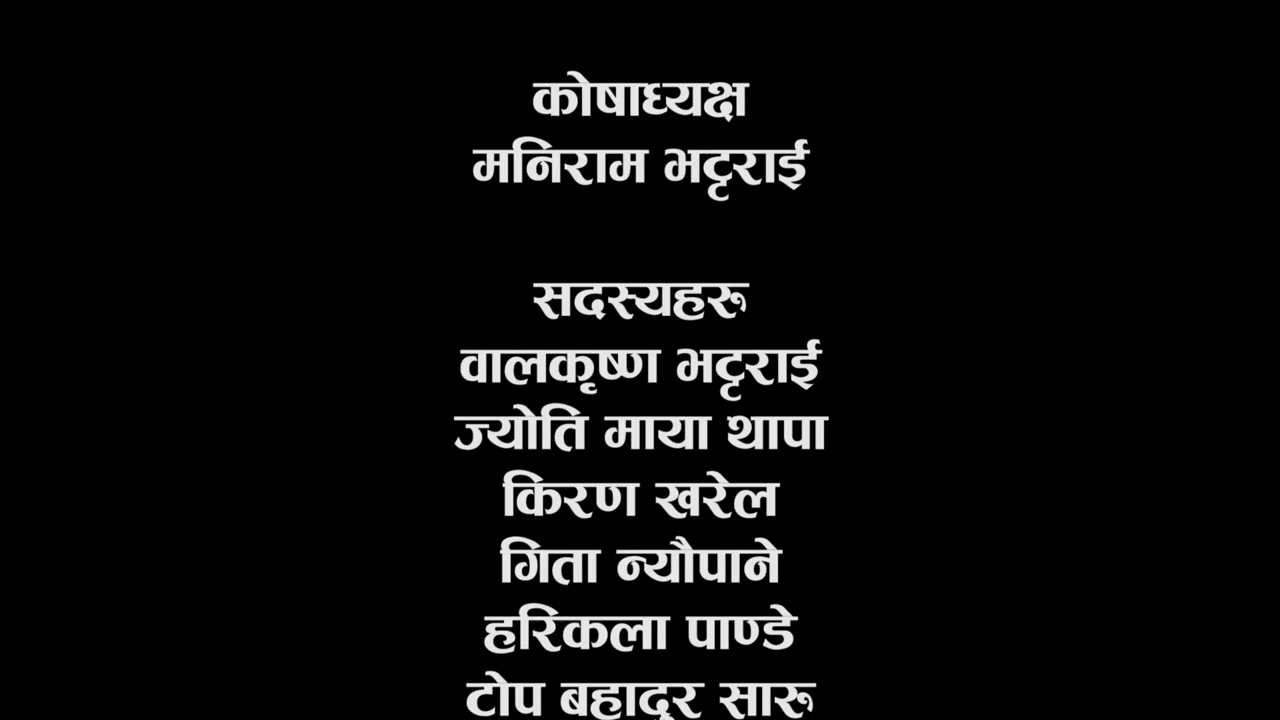 कोषाध्यक्ष
मनिराम भट्टराई
सदस्यहरु
वालकृष्ण भट्टराई
ज्योति माया थापा
किरण खरेल
गिता न्यौपाने
हरिकला पाण्डे
टोप बहादुर सारु